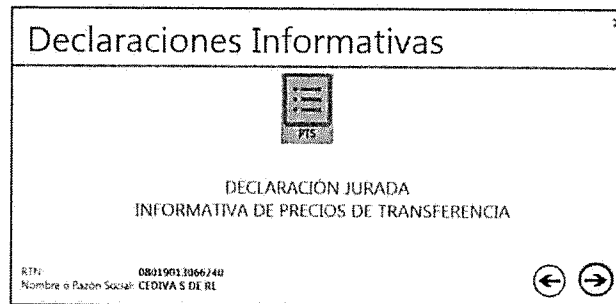 Declaraciones Informativas
PTS
DECLARACIÓN JURADA
INFORMATIVA DE PRECIOS DE TRANSFERENCIA
RTN: 08019013066240
Nombre o Razón Social: CEDIVA S DE RL